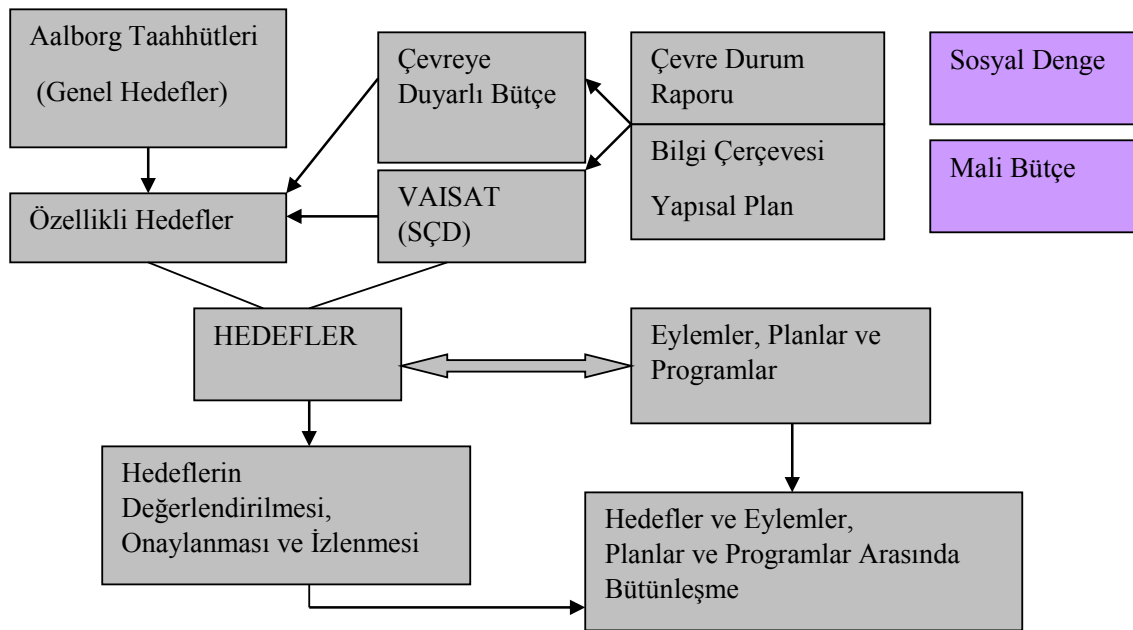 Aalborg Taahhütleri
(Genel Hedefler)
Çevreye
Duyarlı Bütçe
Çevre Durum
Raporu
Sosyal Denge
Bilgi Çerçevesi
Yapısal Plan
Mali Bütçe
Özellikli Hedefler
VAISAT
(SÇD)
HEDEFLER
Eylemler, Planlar ve
Programlar
Hedeflerin
Değerlendirilmesi,
Onaylanması ve İzlenmesi
Hedefler ve Eylemler,
Planlar ve Programlar Arasında
Bütünleşme